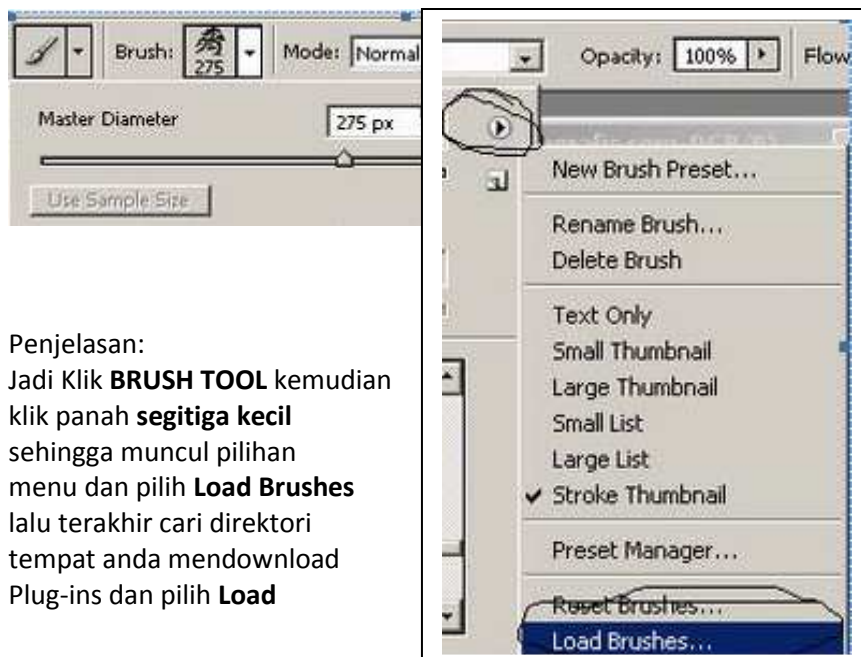 Brush: 275 Mode: Normal
Master Diameter 275 px
Use Sample Size
Penjelasan:
Jadi Klik BRUSH TOOL kemudian
klik panah segitiga kecil
sehingga muncul pilihan
menu dan pilih Load Brushes
lalu terakhir cari direktori
tempat anda mendownload
Plug-ins dan pilih Load
Opacity: 100% Flow
New Brush Preset...
Rename Brush...
Delete Brush
Text Only
Small Thumbnail
Large Thumbnail
Small List
Large List
Stroke Thumbnail
Preset Manager...
Reset Brushes...
Load Brushes...